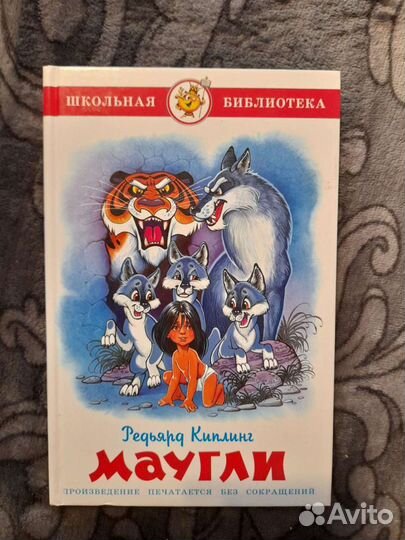 ШКОЛЬНАЯ БИБЛИОТЕКА
Редьярд Киплинг
МАУГЛИ
ПРОИЗВЕДЕНИЕ ПЕЧАТАЕТСЯ БЕЗ СОКРАЩЕНИЙ
Avito